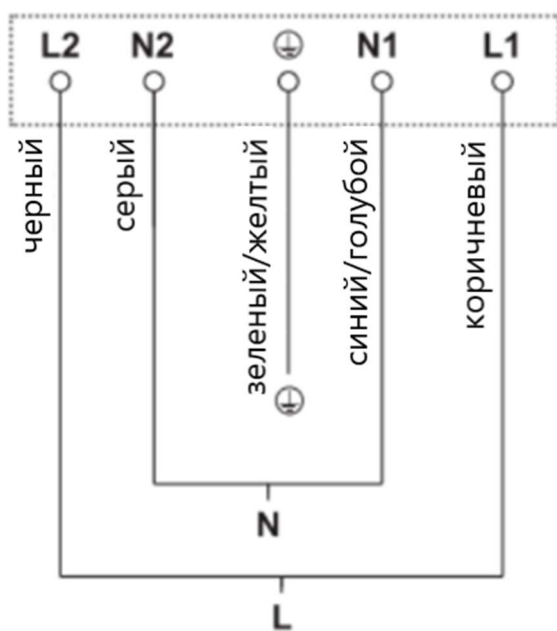 L2 N2 N1 L1
черный
серый
зеленый/желтый
синий/голубой
коричневый
N
L